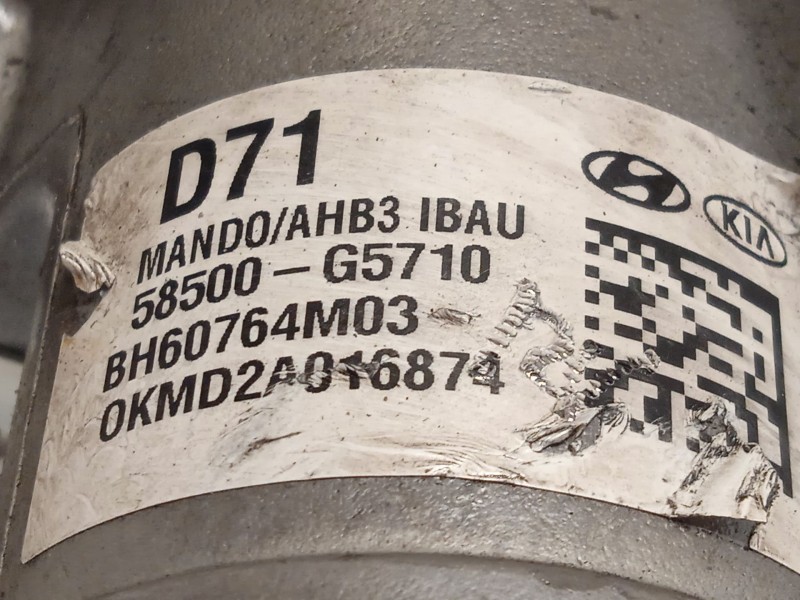 D71
MANDO/AHB3 IBAU
58500 – G5710
BH60764M03
0KMD2A016874
KIA